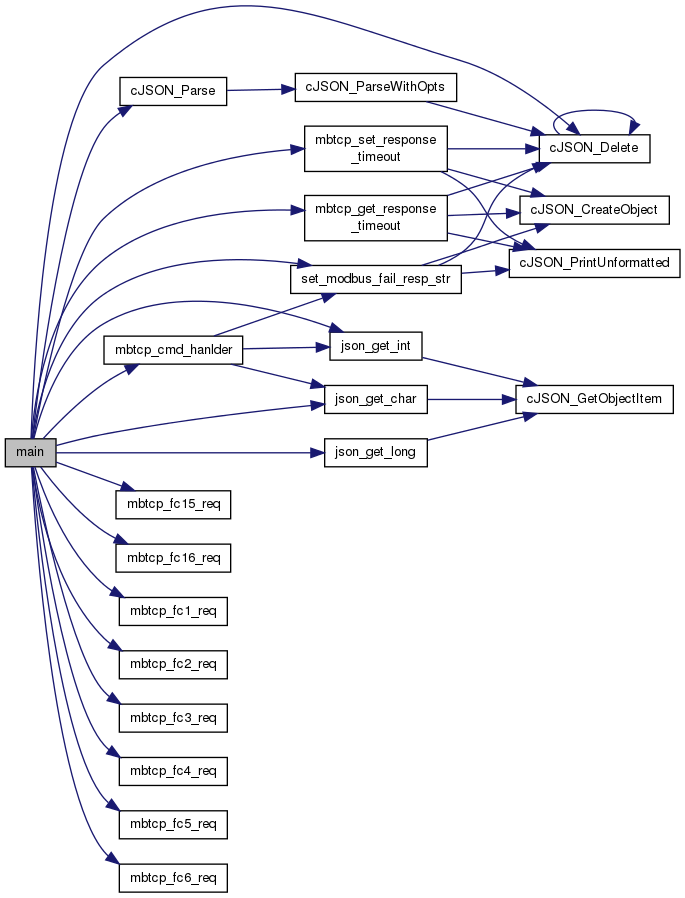 cJSON_Parse
cJSON_ParseWithOpts
mbtcp_set_response
_timeout
cJSON_Delete
mbtcp_get_response
_timeout
cJSON_CreateObject
cJSON_PrintUnformatted
set_modbus_fail_resp_str
mbtcp_cmd_hanlder
json_get_int
json_get_char
cJSON_GetObjectItem
main
json_get_long
mbtcp_fc15_req
mbtcp_fc16_req
mbtcp_fc1_req
mbtcp_fc2_req
mbtcp_fc3_req
mbtcp_fc4_req
mbtcp_fc5_req
mbtcp_fc6_req